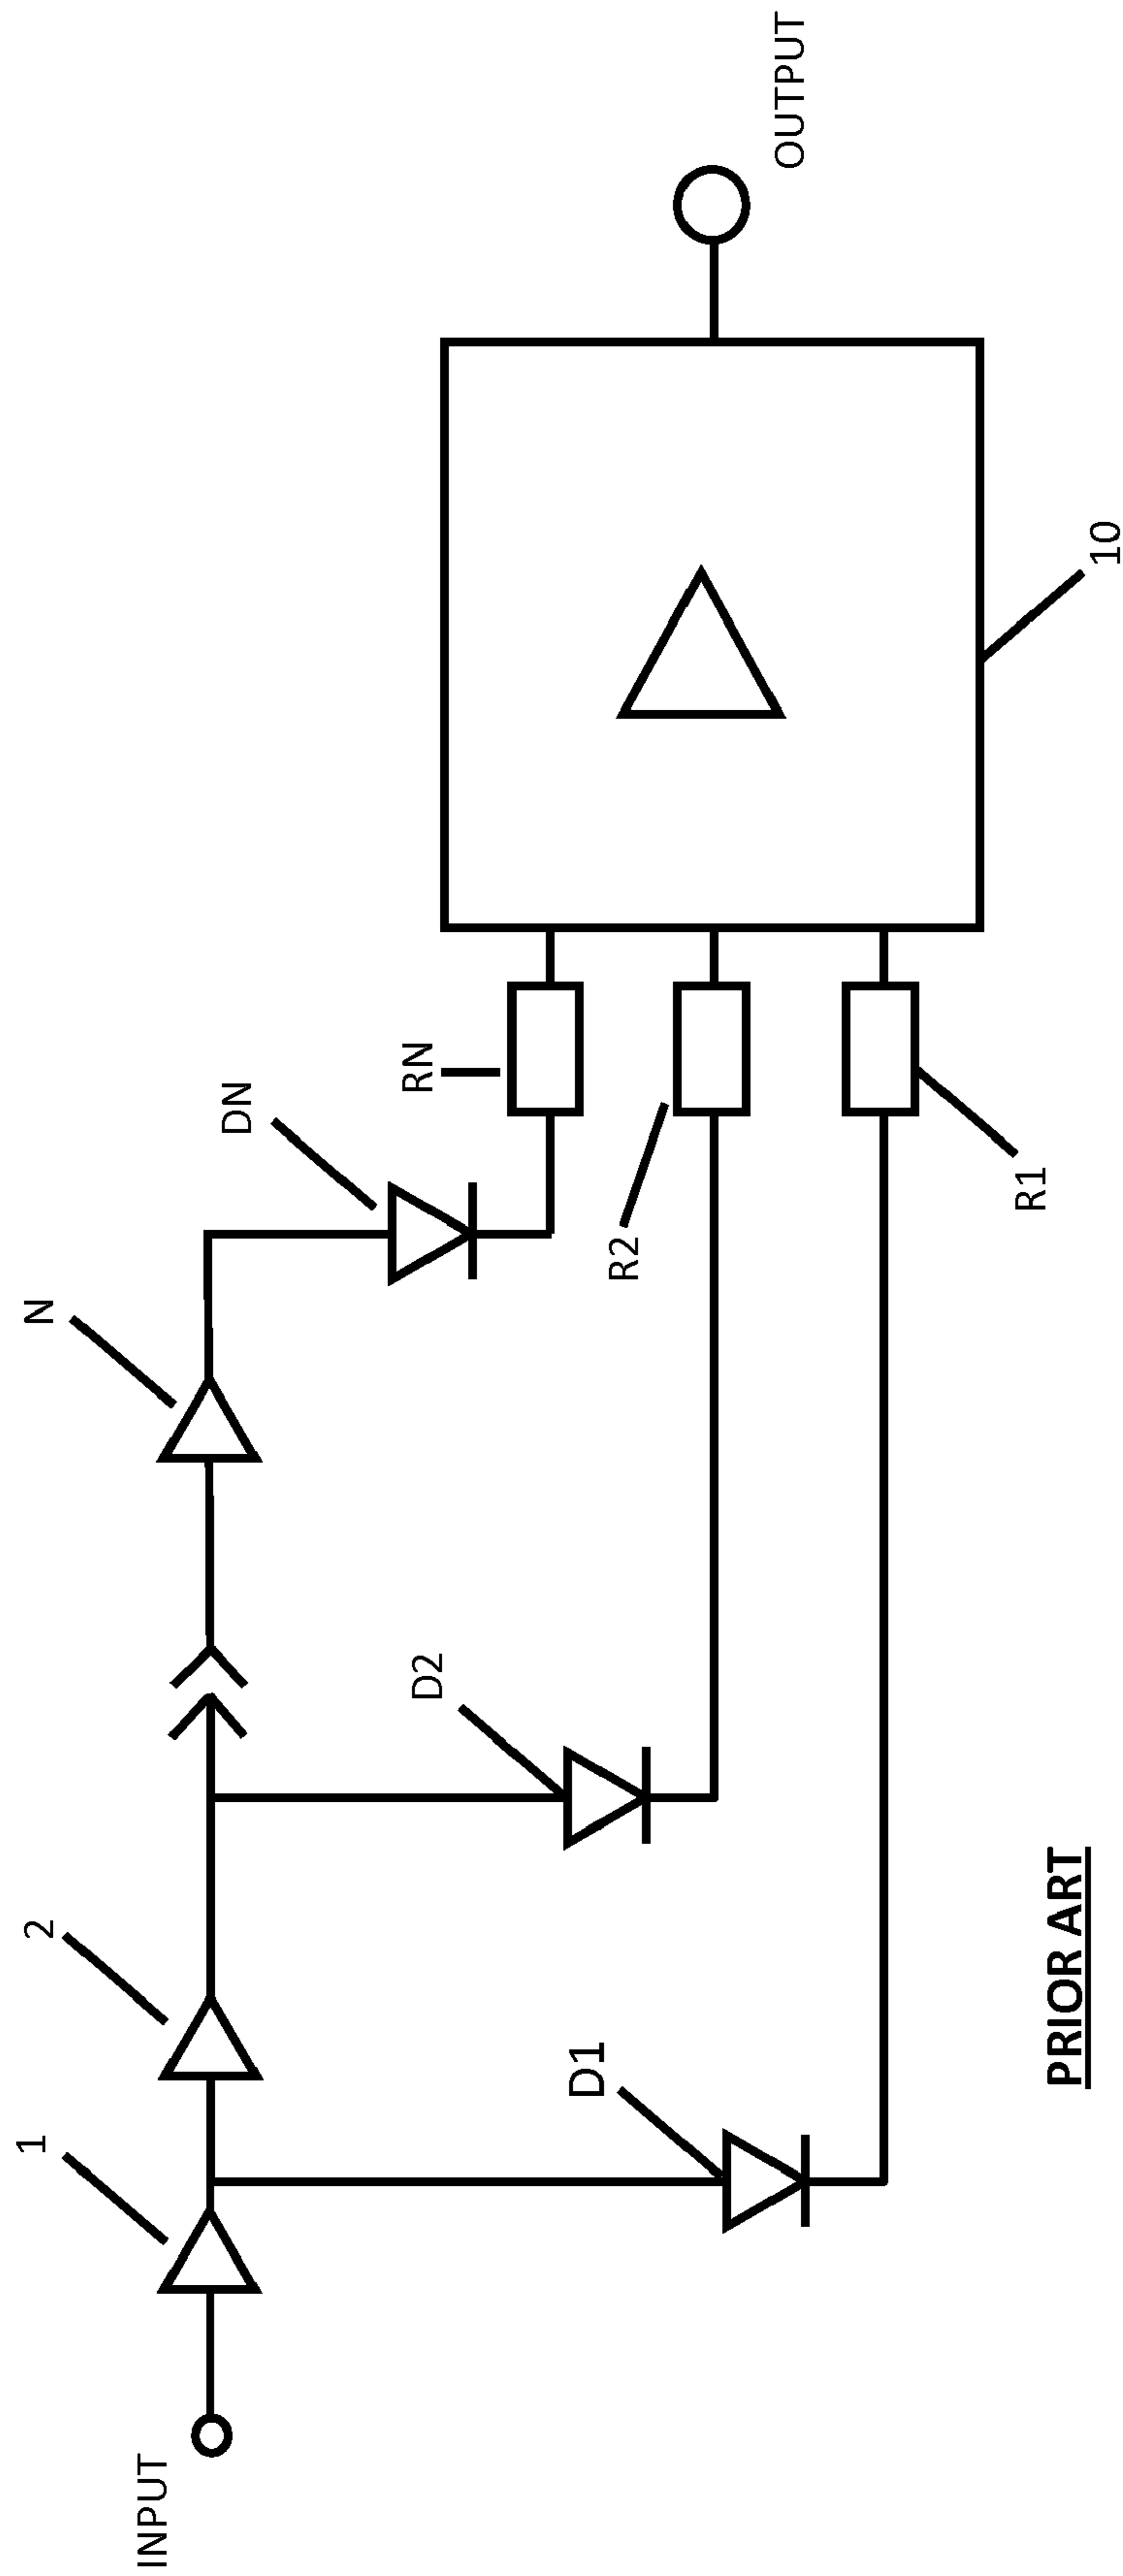 INPUT
1
2
N
DN
RN
D2
D1
R2
R1
10
OUTPUT
PRIOR ART